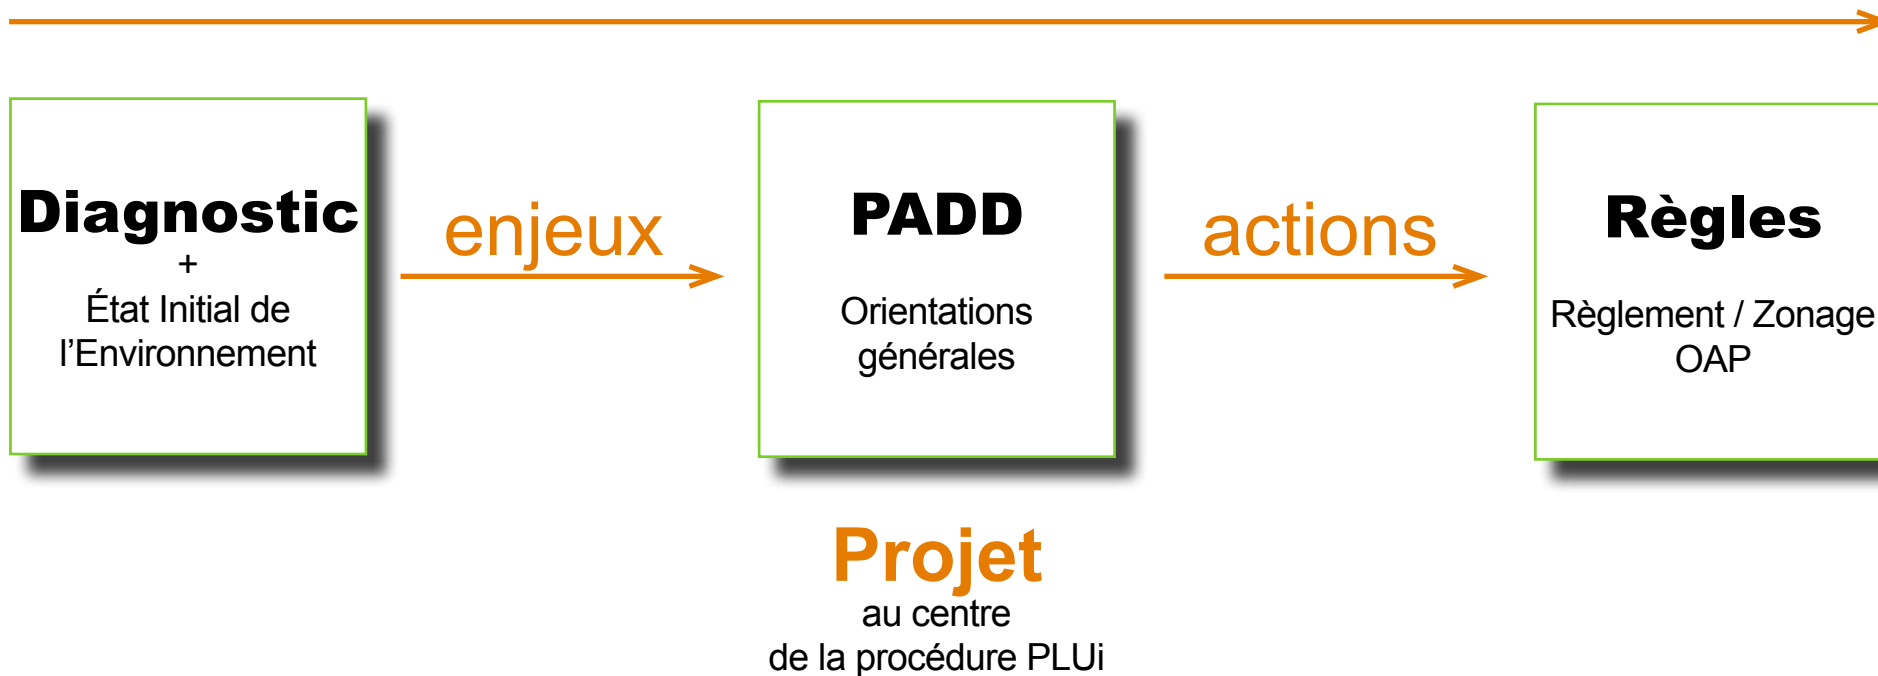 Diagnostic
+
État Initial de
l’Environnement
enjeux
PADD
Orientations
générales
actions
Règles
Règlement / Zonage
OAP
Projet
au centre
de la procédure PLUi